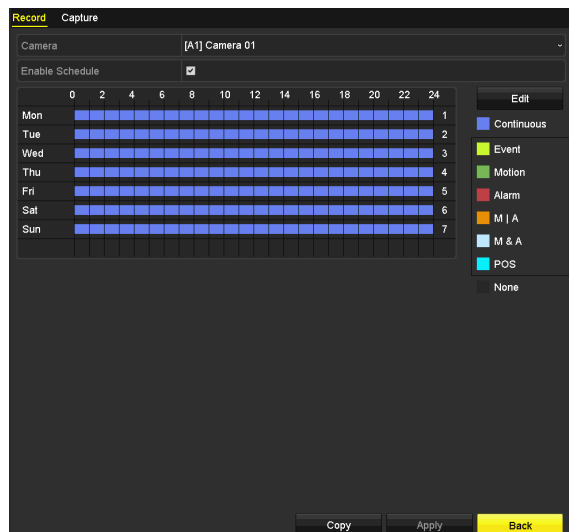 Record Capture
Camera [A1] Camera 01
Enable Schedule
0 2 4 6 8 10 12 14 16 18 20 22 24
Edit
Mon 1
Continuous
Tue 2
Event
Wed 3
Motion
Thu 4
Alarm
Fri 5
M | A
Sat 6
M & A
Sun 7
POS
None
Copy Apply Back